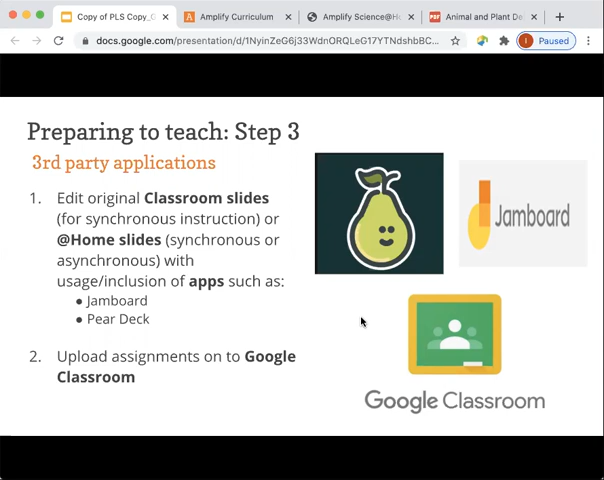 Copy of PLS Copy_G
Amplify Curriculum
Amplify Science@Ho
Animal and Plant De
docs.google.com/presentation/d/1NyinZeG6j33WdnORQLeG17YTNdshbBC...
Paused
Preparing to teach: Step 3
3rd party applications
1. Edit original Classroom slides
(for synchronous instruction) or
@Home slides (synchronous or
asynchronous) with
usage/inclusion of apps such as:
● Jamboard
● Pear Deck
2. Upload assignments on to Google
Classroom
Jamboard
Google Classroom